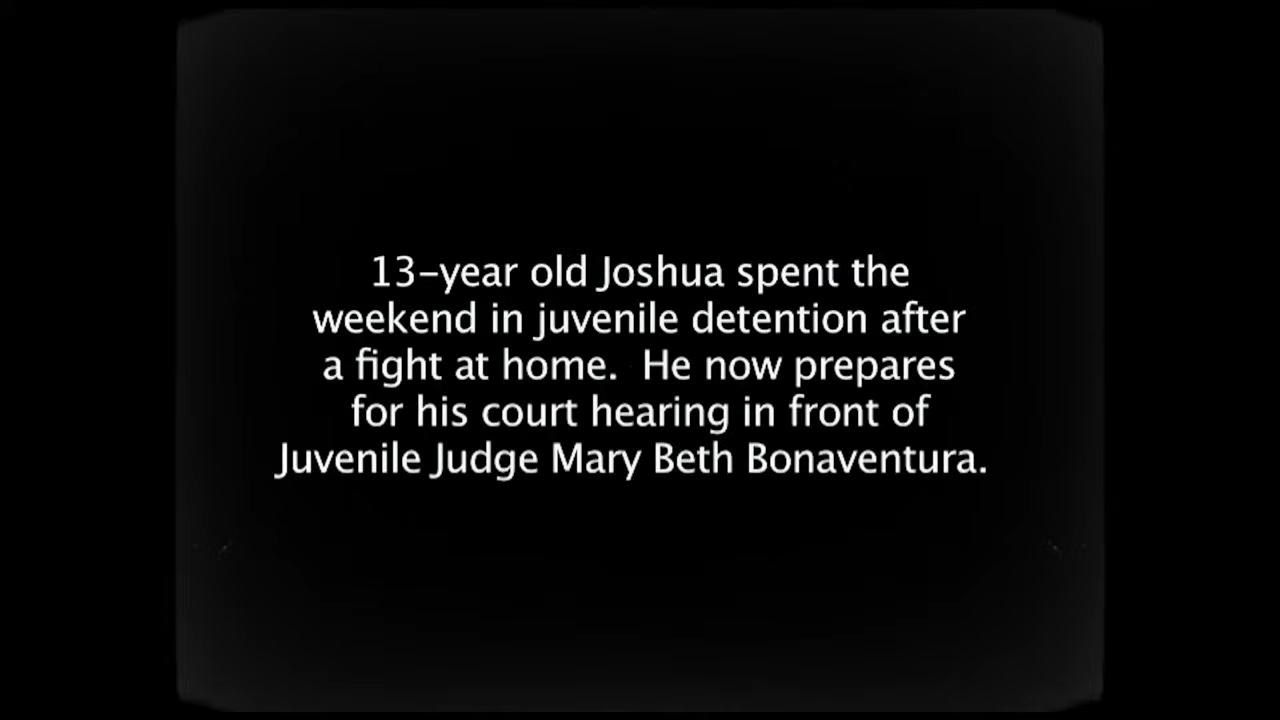 13-year old Joshua spent the
weekend in juvenile detention after
a fight at home.  He now prepares
for his court hearing in front of
Juvenile Judge Mary Beth Bonaventura.